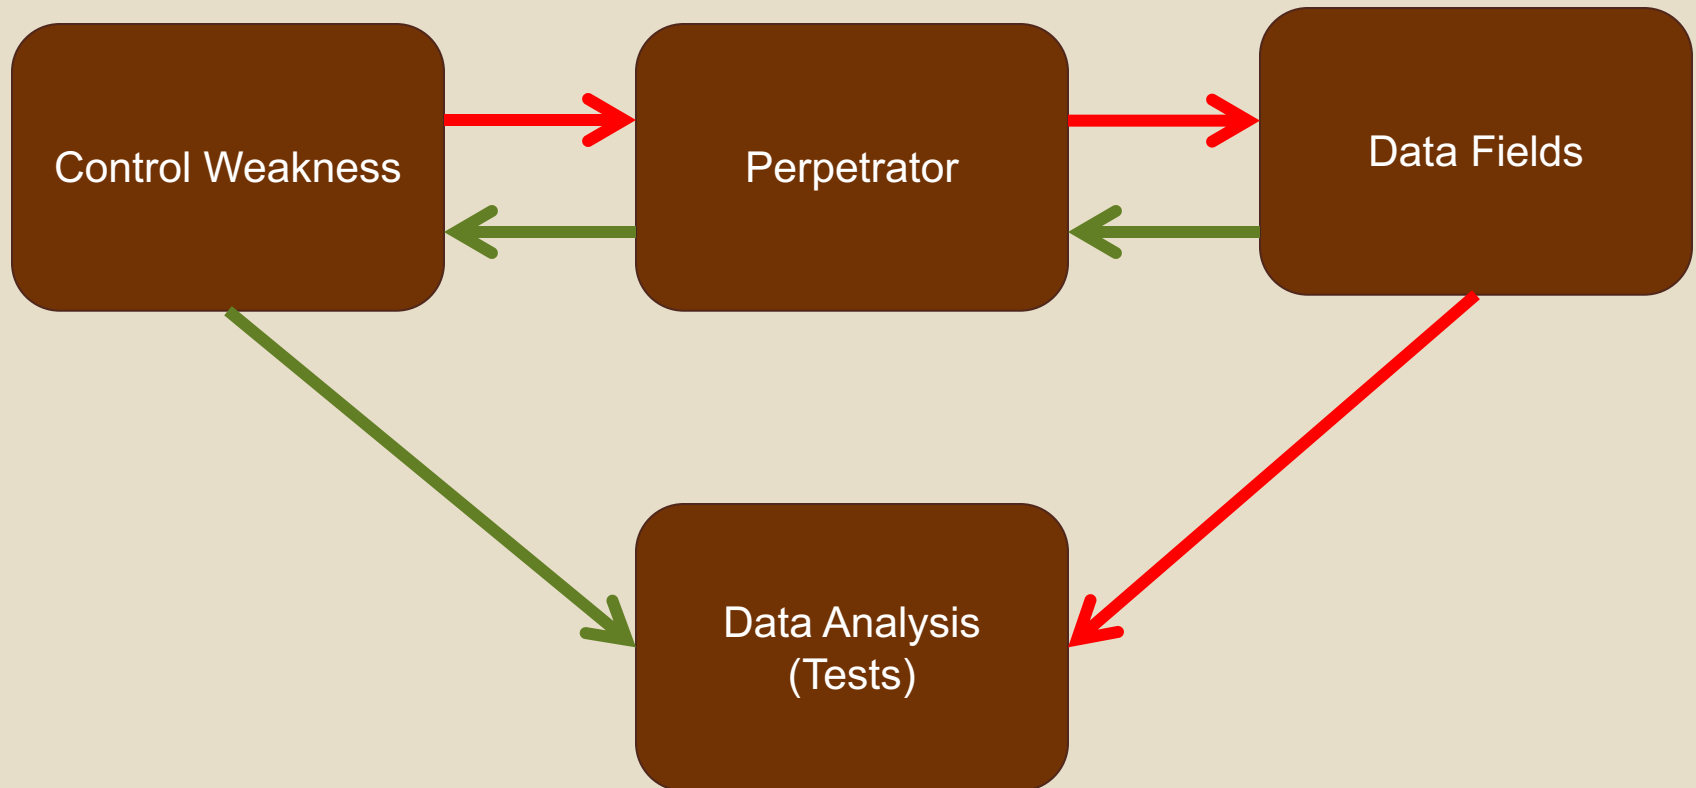 Control Weakness
Perpetrator
Data Fields
Data Analysis
(Tests)